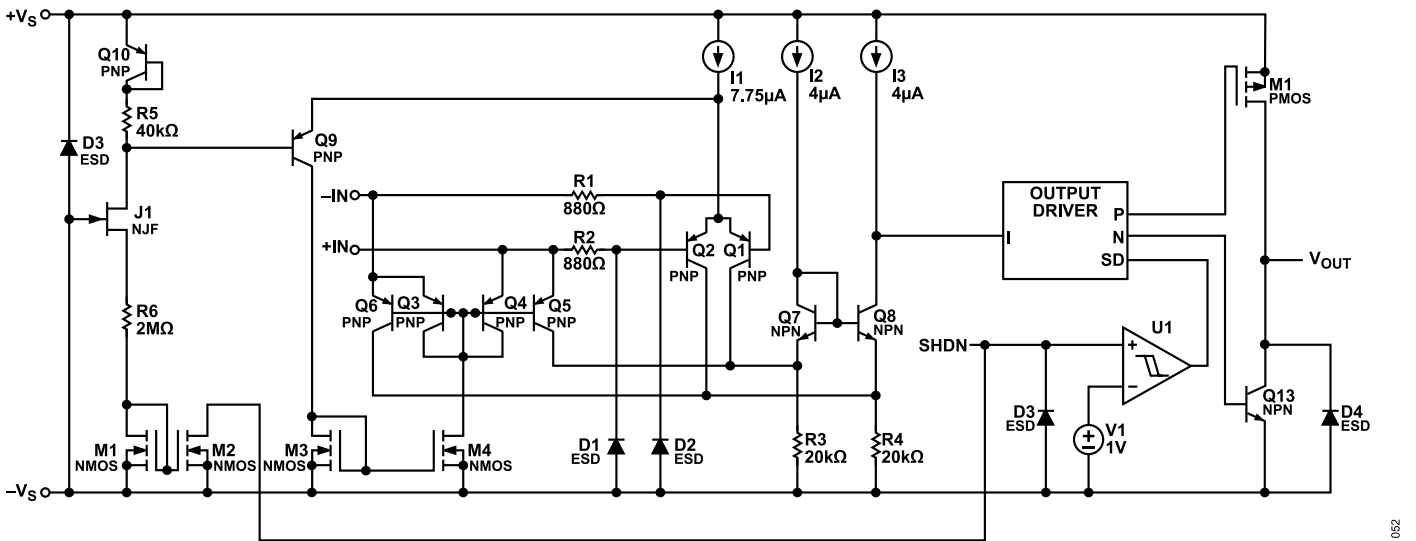 +VS
Q10
PNP
R5
40kΩ
D3
ESD
J1
NJF
R6
2MΩ
M1
NMOS
M2
NMOS
–VS
Q9
PNP
–IN
+IN
R1
880Ω
R2
880Ω
I1
7.75µA
I2
4µA
I3
4µA
Q2
PNP
Q1
PNP
Q6
PNP
Q3
PNP
Q4
PNP
Q5
PNP
M3
NMOS
M4
NMOS
D1
ESD
D2
ESD
Q7
NPN
Q8
NPN
R3
20kΩ
R4
20kΩ
OUTPUT
DRIVER
I
P
N
SD
M1
PMOS
VOUT
SHDN
U1
+
–
D3
ESD
V1
1V
Q13
NPN
D4
ESD
052